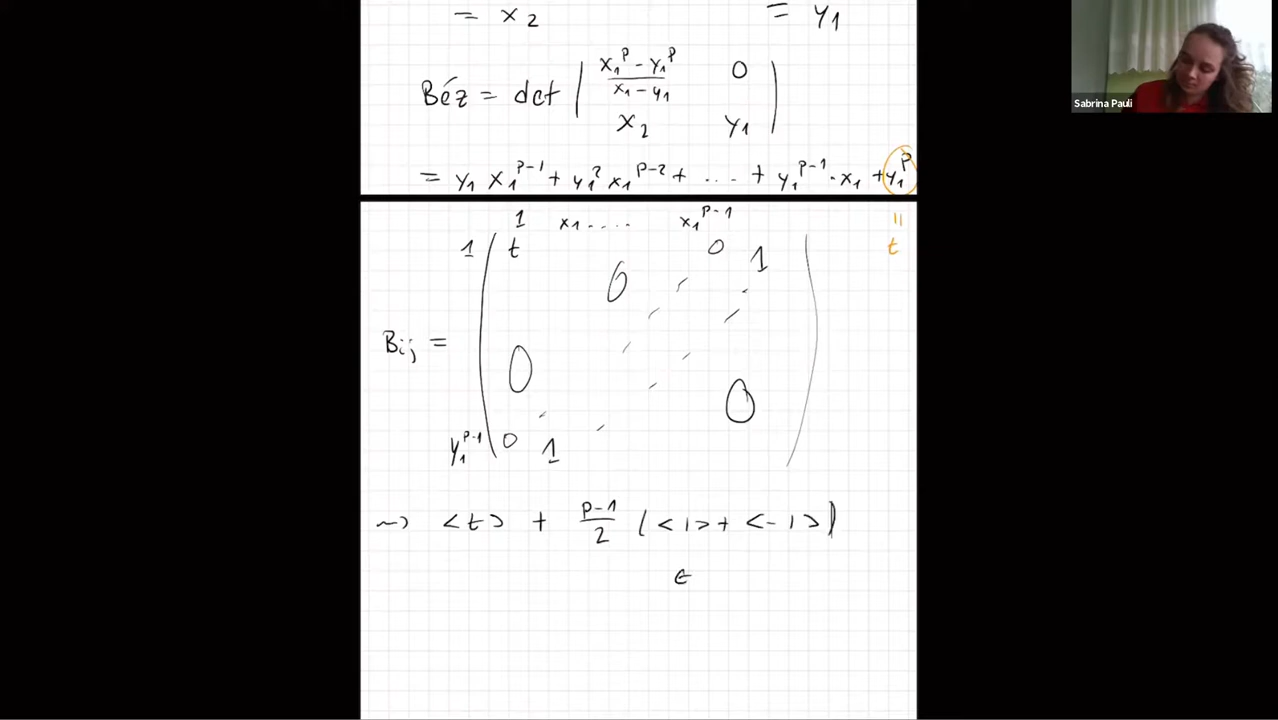 = x₂ = y₁
Béz = det | (x₁^p - y₁^p)/(x₁ - y₁) 0 |
x₂ y₁
= y₁ x₁^{p-1} + y₁² x₁^{p-2} + .... + y₁^{p-1} · x₁ + y₁^p
1 x₁ .... x₁^{p-1} =
1 ( t 0 1 ) t
0
B_{ij} =
0 0
y₁^{p-1} 0 1
~> <t> + (p-1)/2 (<1> + <-1>)
∈
Sabrina Pauli